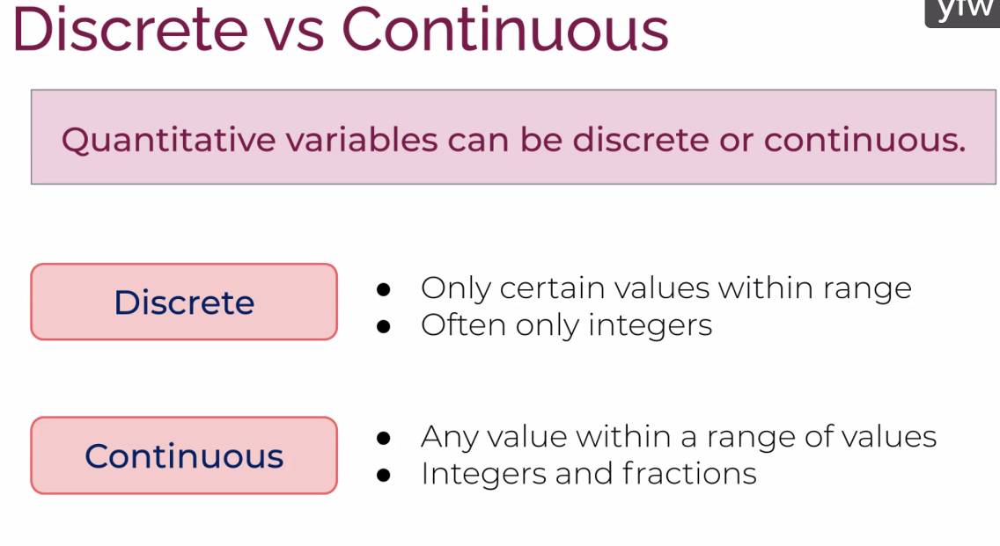 yfw
Discrete vs Continuous
Quantitative variables can be discrete or continuous.
Discrete
● Only certain values within range
● Often only integers
Continuous
● Any value within a range of values
● Integers and fractions